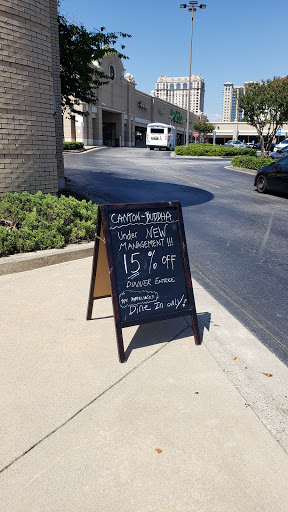 CANTON-BUDDHA
Under NEW
MANAGEMENT!!!
15% OFF
DINNER Entree
Dine In only!